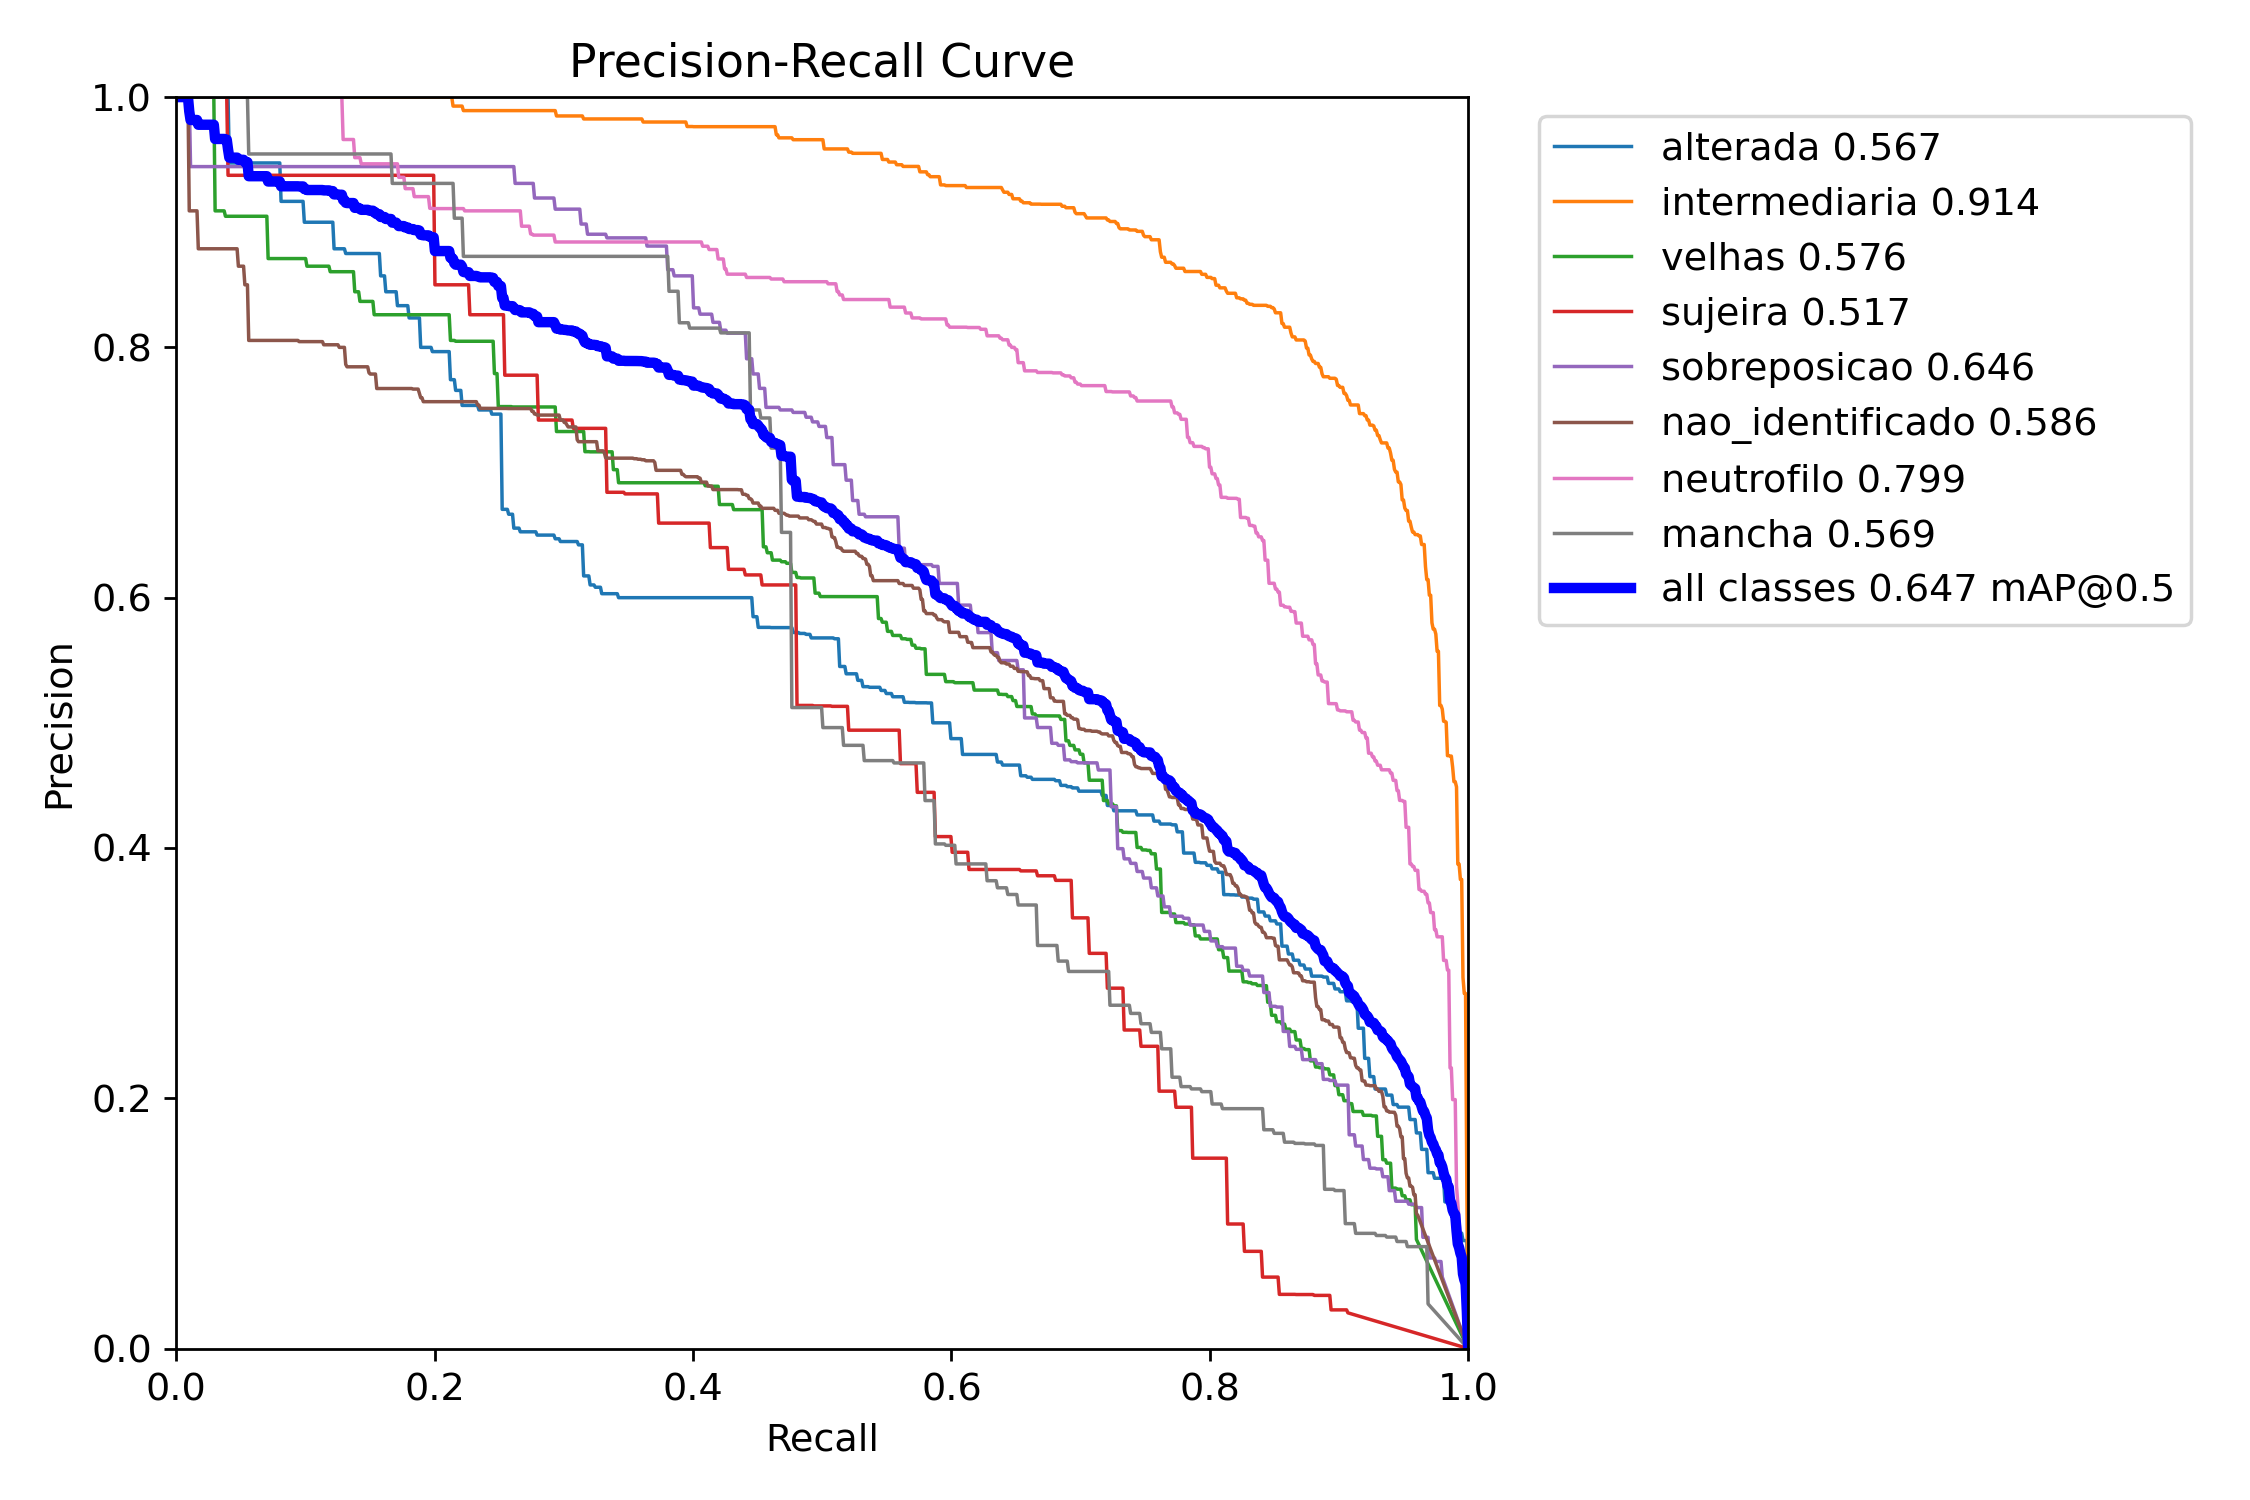 Precision-Recall Curve
1.0
0.8
0.6
0.4
0.2
0.0
Precision
0.0 0.2 0.4 0.6 0.8 1.0
Recall
alterada 0.567
intermediaria 0.914
velhas 0.576
sujeira 0.517
sobreposicao 0.646
nao_identificado 0.586
neutrofilo 0.799
mancha 0.569
all classes 0.647 mAP@0.5